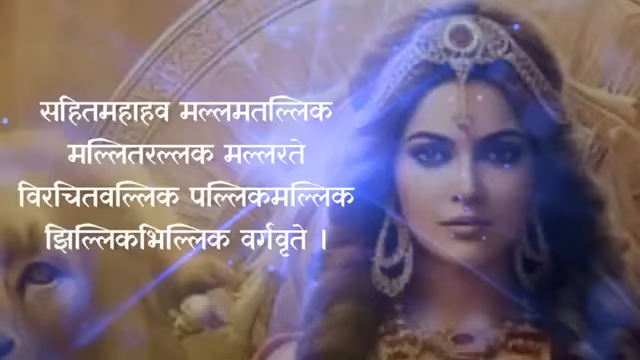 सहितमहाहव मल्लमतल्लिक
मल्लितरल्लक मल्लरते
विरचितवल्लिक पल्लिकमल्लिक
झिल्लिकभिल्लिक वर्गवृते ।